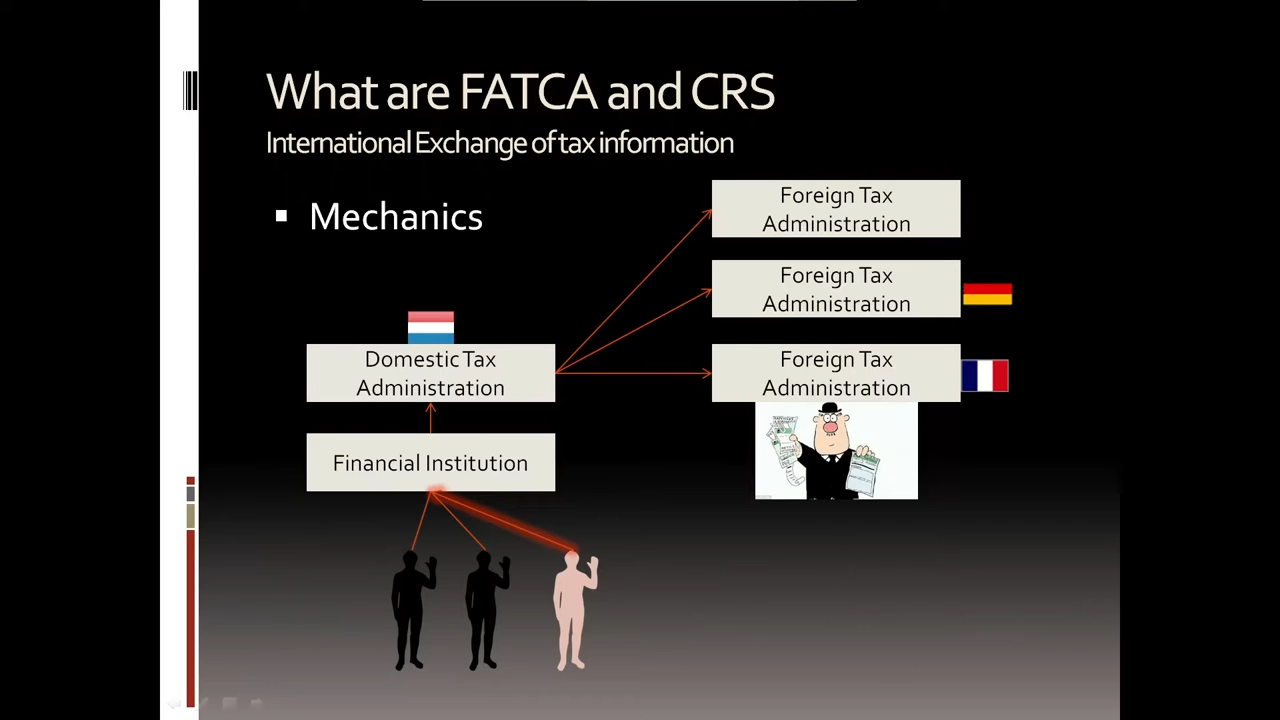 What are FATCA and CRS
International Exchange of tax information
Mechanics
Foreign Tax
Administration
Foreign Tax
Administration
Domestic Tax
Administration
Foreign Tax
Administration
Financial Institution